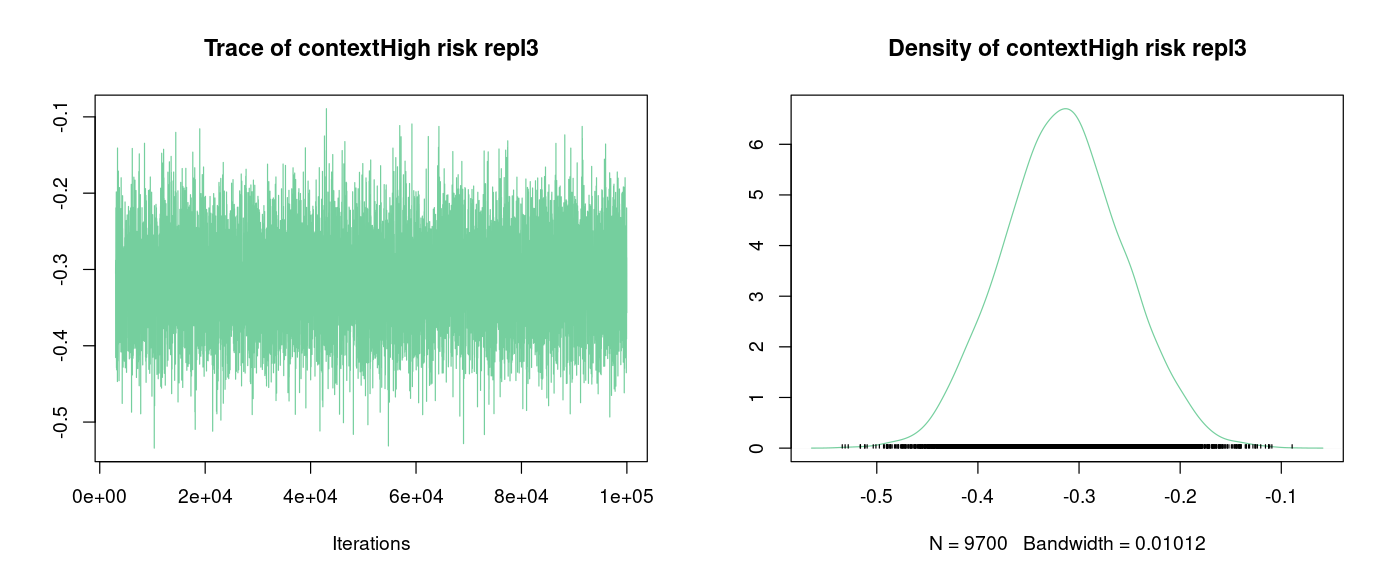 Trace of contextHigh risk repl3
-0.1
-0.2
-0.3
-0.4
-0.5
0e+00 2e+04 4e+04 6e+04 8e+04 1e+05
Iterations
Density of contextHigh risk repl3
6
5
4
3
2
1
0
-0.5 -0.4 -0.3 -0.2 -0.1
N = 9700 Bandwidth = 0.01012